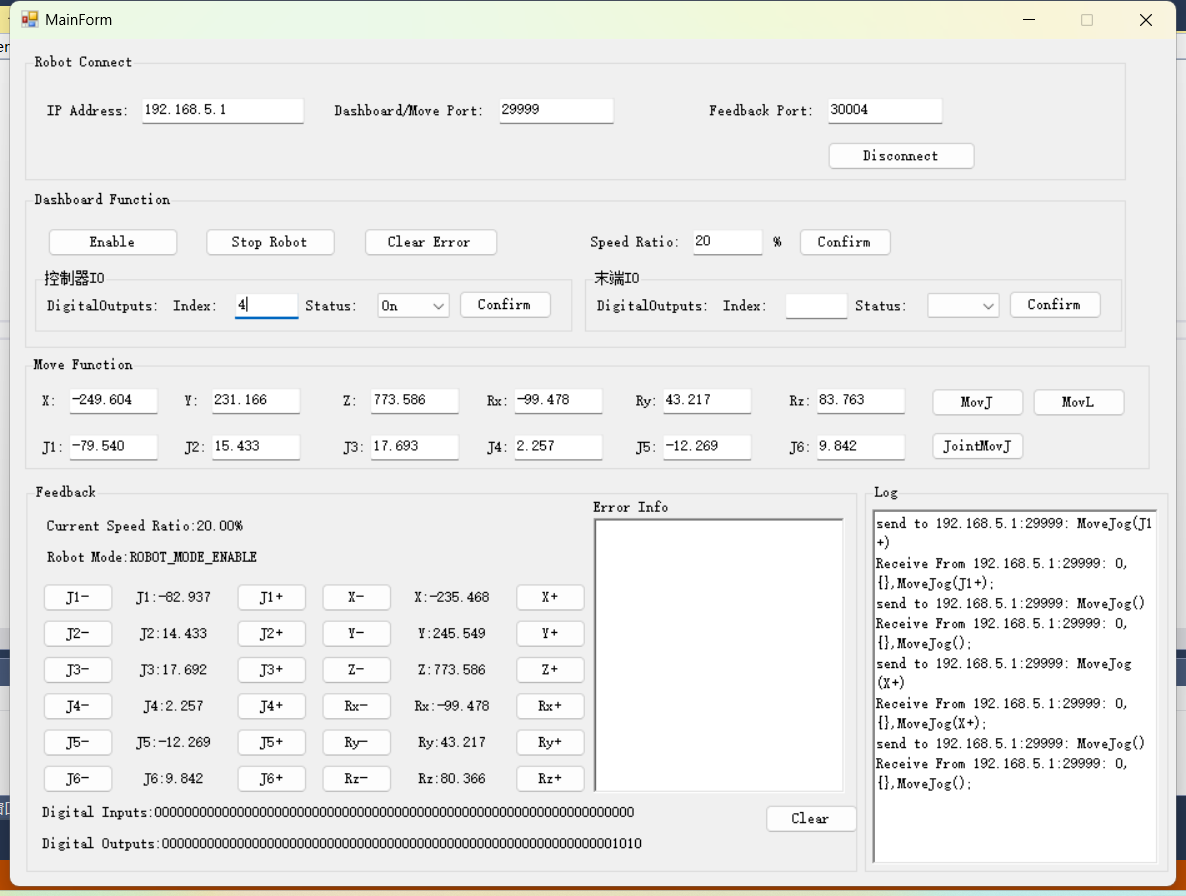 MainForm
Robot Connect
IP Address: 192.168.5.1 Dashboard/Move Port: 29999 Feedback Port: 30004
Disconnect
Dashboard Function
Enable Stop Robot Clear Error Speed Ratio: 20 % Confirm
控制器IO 末端IO
DigitalOutputs: Index: 4 Status: On Confirm DigitalOutputs: Index: Status: Confirm
Move Function
X: -249.604 Y: 231.166 Z: 773.586 Rx: -99.478 Ry: 43.217 Rz: 83.763 MovJ MovL
J1: -79.540 J2: 15.433 J3: 17.693 J4: 2.257 J5: -12.269 J6: 9.842 JointMovJ
Feedback
Current Speed Ratio:20.00%
Robot Mode:ROBOT_MODE_ENABLE
J1- J1:-82.937 J1+ X- X:-235.468 X+
J2- J2:14.433 J2+ Y- Y:245.549 Y+
J3- J3:17.692 J3+ Z- Z:773.586 Z+
J4- J4:2.257 J4+ Rx- Rx:-99.478 Rx+
J5- J5:-12.269 J5+ Ry- Ry:43.217 Ry+
J6- J6:9.842 J6+ Rz- Rz:80.366 Rz+
Digital Inputs:0000000000000000000000000000000000000000000000000000000000000000
Digital Outputs:0000000000000000000000000000000000000000000000000000000000001010
Error Info
Clear
Log
send to 192.168.5.1:29999: MoveJog(J1
+)
Receive From 192.168.5.1:29999: 0,
{},MoveJog(J1+);
send to 192.168.5.1:29999: MoveJog()
Receive From 192.168.5.1:29999: 0,
{},MoveJog();
send to 192.168.5.1:29999: MoveJog
(X+)
Receive From 192.168.5.1:29999: 0,
{},MoveJog(X+);
send to 192.168.5.1:29999: MoveJog()
Receive From 192.168.5.1:29999: 0,
{},MoveJog();